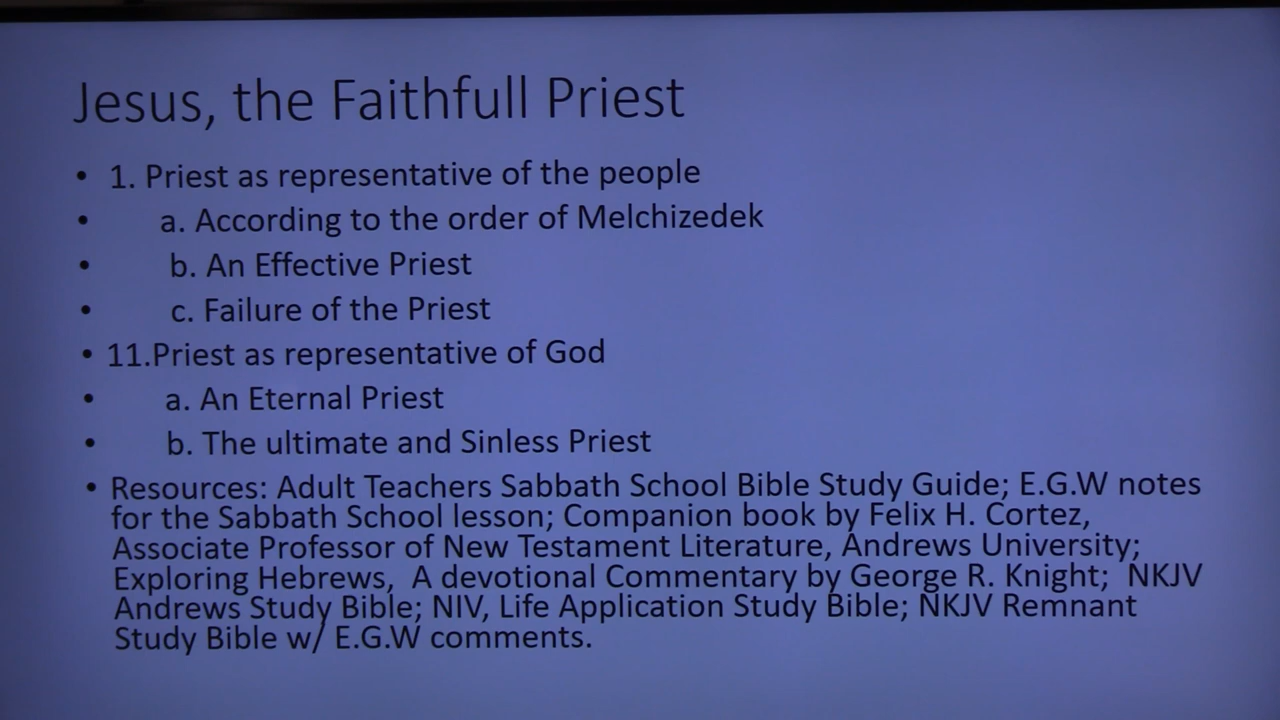 Jesus, the Faithfull Priest
• 1. Priest as representative of the people
• a. According to the order of Melchizedek
• b. An Effective Priest
• c. Failure of the Priest
• 11.Priest as representative of God
• a. An Eternal Priest
• b. The ultimate and Sinless Priest
• Resources: Adult Teachers Sabbath School Bible Study Guide; E.G.W notes
for the Sabbath School lesson; Companion book by Felix H. Cortez,
Associate Professor of New Testament Literature, Andrews University;
Exploring Hebrews, A devotional Commentary by George R. Knight; NKJV
Andrews Study Bible; NIV, Life Application Study Bible; NKJV Remnant
Study Bible w/ E.G.W comments.